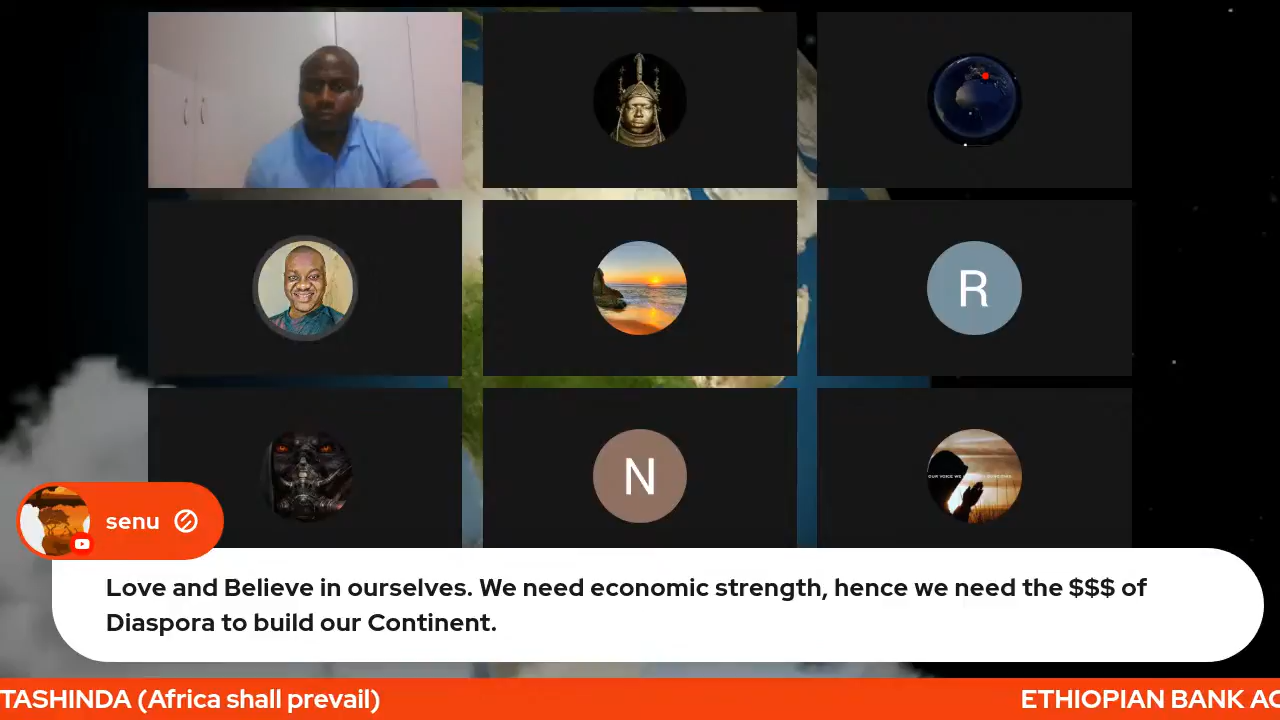 R
N
senu
Love and Believe in ourselves. We need economic strength, hence we need the $$$ of
Diaspora to build our Continent.
TASHINDA (Africa shall prevail)
ETHIOPIAN BANK AC